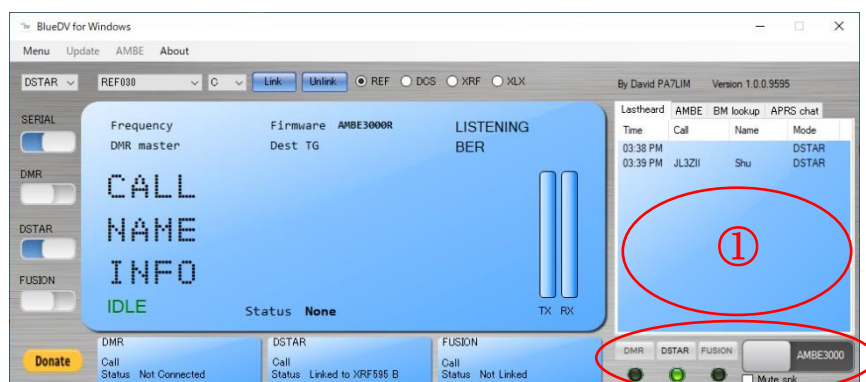 BlueDV for Windows
Menu Update AMBE About
DSTAR REF030 C Link Unlink REF DCS XRF XLX By David PA7LIM Version 1.0.0.9595
SERIAL
DMR
DSTAR
FUSION
Donate
Frequency Firmware AMBE3000R LISTENING
DMR master Dest TG BER
CALL
NAME
INFO
IDLE Status None TX RX
Lastheard AMBE BM lookup APRS chat
Time Call Name Mode
03:38 PM DSTAR
03:39 PM JL3ZII Shu DSTAR
①
DMR
Call
Status Not Connected
DSTAR
Call
Status Linked to XRF595 B
FUSION
Call
Status Not Linked
DMR DSTAR FUSION AMBE3000
Mute spk